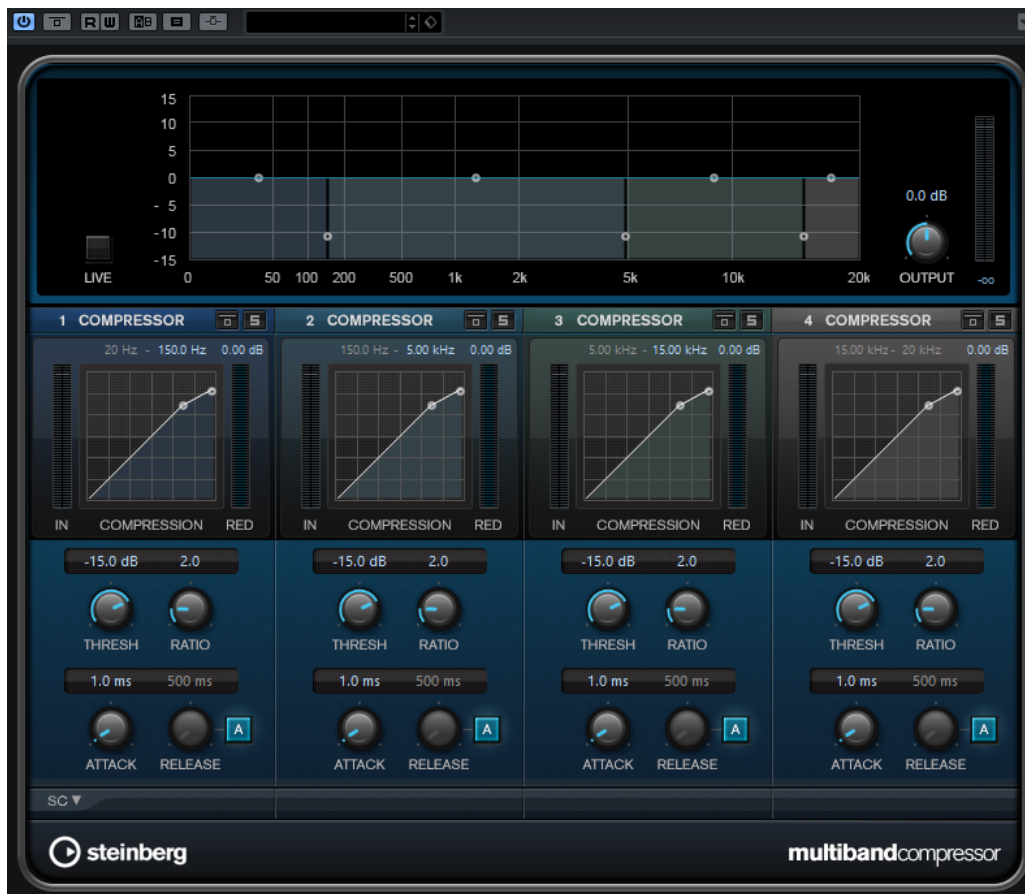 R W A B
15
10
5
0
- 5
-10
-15
0 50 100 200 500 1k 2k 5k 10k 20k
LIVE
0.0 dB
OUTPUT
-oo
1 COMPRESSOR S 2 COMPRESSOR S 3 COMPRESSOR S 4 COMPRESSOR S
20 Hz - 150.0 Hz 0.00 dB 150.0 Hz - 5.00 kHz 0.00 dB 5.00 kHz - 15.00 kHz 0.00 dB 15.00 kHz - 20 kHz 0.00 dB
IN COMPRESSION RED IN COMPRESSION RED IN COMPRESSION RED IN COMPRESSION RED
-15.0 dB 2.0 -15.0 dB 2.0 -15.0 dB 2.0 -15.0 dB 2.0
THRESH RATIO THRESH RATIO THRESH RATIO THRESH RATIO
1.0 ms 500 ms 1.0 ms 500 ms 1.0 ms 500 ms 1.0 ms 500 ms
A A A A
ATTACK RELEASE ATTACK RELEASE ATTACK RELEASE ATTACK RELEASE
SC ▼
steinberg multibandcompressor